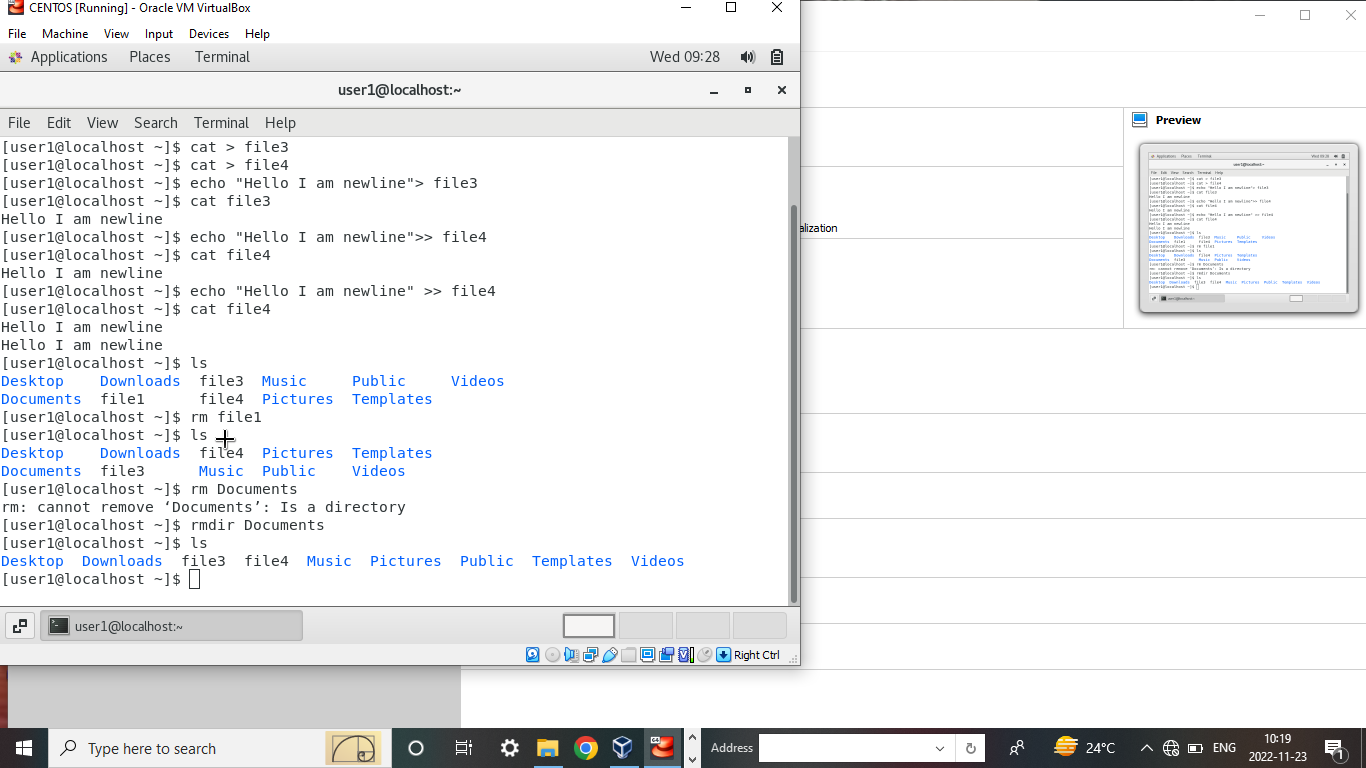 CENTOS [Running] - Oracle VM VirtualBox
File Machine View Input Devices Help
Applications Places Terminal Wed 09:28
user1@localhost:~
File Edit View Search Terminal Help
[user1@localhost ~]$ cat > file3
[user1@localhost ~]$ cat > file4
[user1@localhost ~]$ echo "Hello I am newline"> file3
[user1@localhost ~]$ cat file3
Hello I am newline
[user1@localhost ~]$ echo "Hello I am newline">> file4
[user1@localhost ~]$ cat file4
Hello I am newline
[user1@localhost ~]$ echo "Hello I am newline" >> file4
[user1@localhost ~]$ cat file4
Hello I am newline
Hello I am newline
[user1@localhost ~]$ ls
Desktop Downloads file3 Music Public Videos
Documents file1 file4 Pictures Templates
[user1@localhost ~]$ rm file1
[user1@localhost ~]$ ls
Desktop Downloads file4 Pictures Templates
Documents file3 Music Public Videos
[user1@localhost ~]$ rm Documents
rm: cannot remove ‘Documents’: Is a directory
[user1@localhost ~]$ rmdir Documents
[user1@localhost ~]$ ls
Desktop Downloads file3 file4 Music Pictures Public Templates Videos
[user1@localhost ~]$
user1@localhost:~
Right Ctrl
Preview
alization
Type here to search
Address
24°C
ENG
10:19
2022-11-23
1